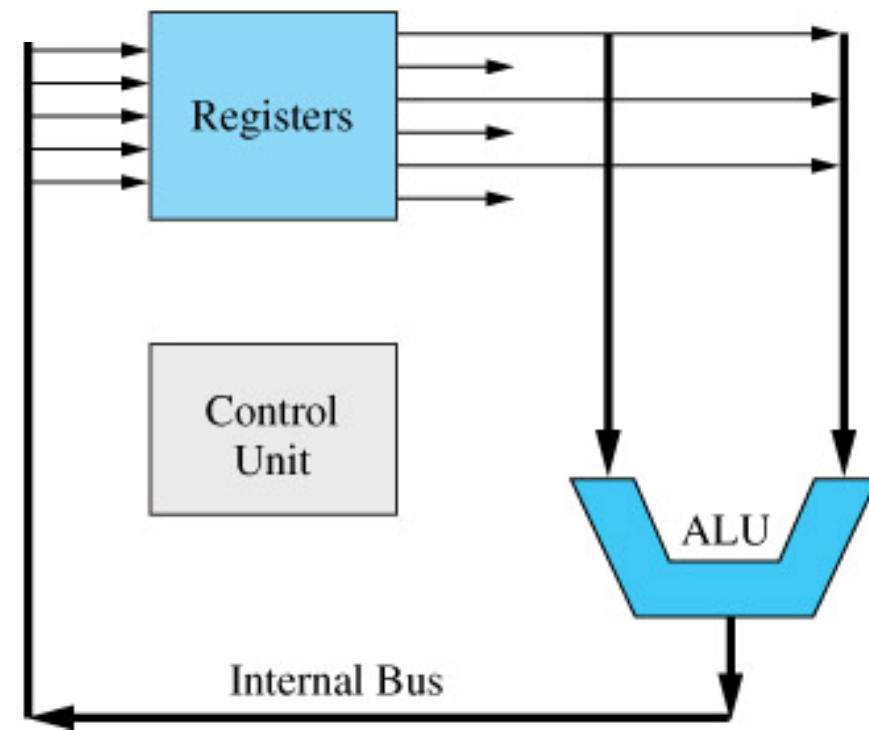 Registers
Control
Unit
ALU
Internal Bus